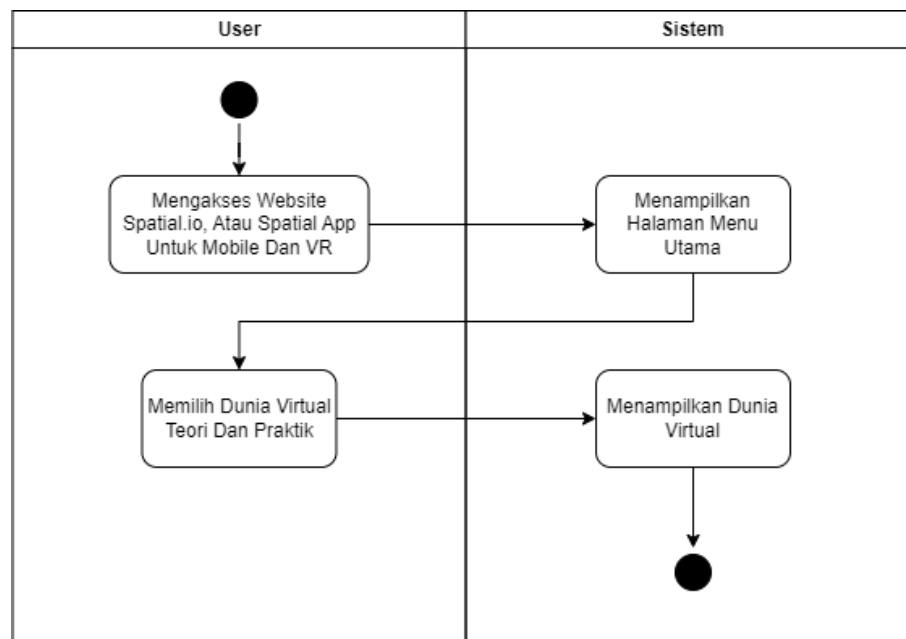 User
Sistem
Mengakses Website
Spatial.io, Atau Spatial App
Untuk Mobile Dan VR
Menampilkan
Halaman Menu
Utama
Memilih Dunia Virtual
Teori Dan Praktik
Menampilkan Dunia
Virtual